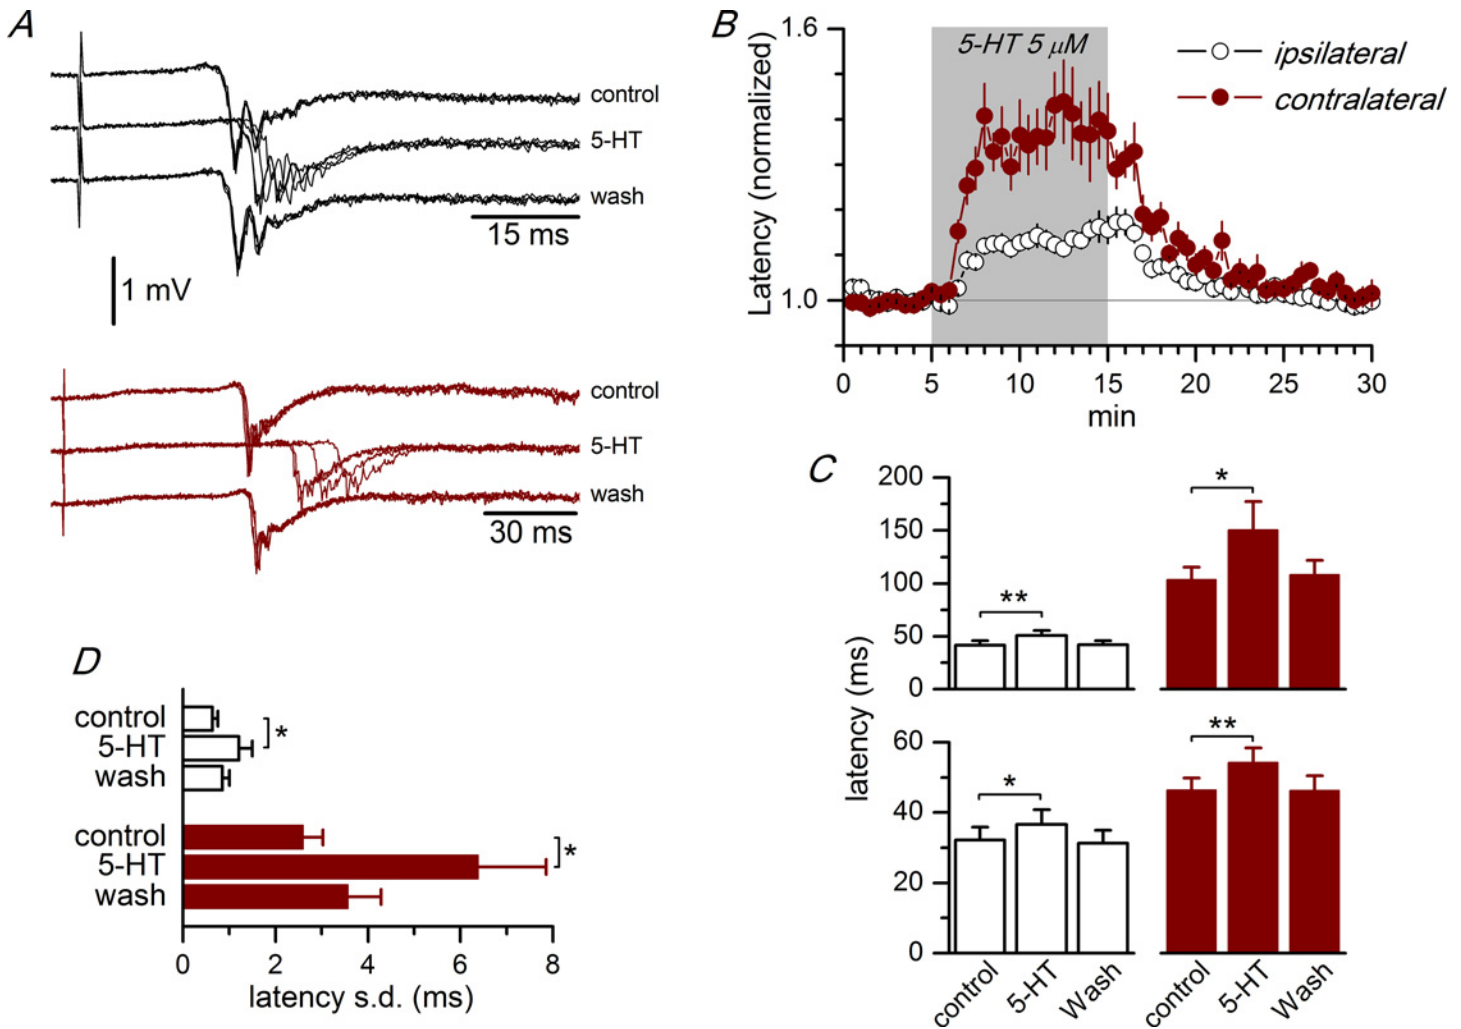 A
control
5-HT
wash
15 ms
1 mV
control
5-HT
wash
30 ms
B
Latency (normalized)
1.6
1.0
5-HT 5 µM
ipsilateral
contralateral
0 5 10 15 20 25 30
min
C
latency (ms)
200
150
100
50
0
**
*
60
40
20
0
*
**
control 5-HT Wash control 5-HT Wash
D
control
5-HT
wash
*
control
5-HT
wash
*
0 2 4 6 8
latency s.d. (ms)